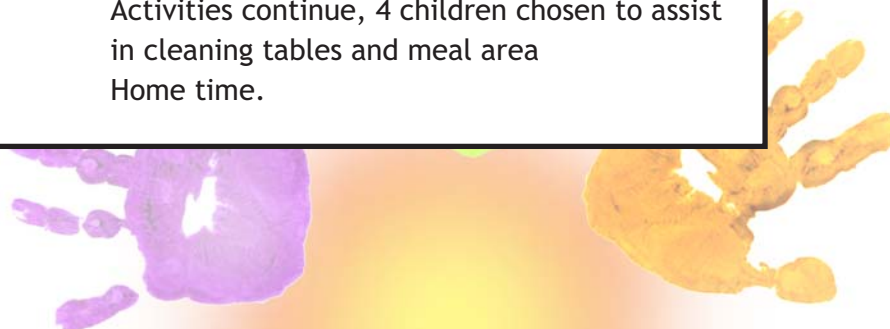 Activities continue, 4 children chosen to assist
in cleaning tables and meal area
Home time.